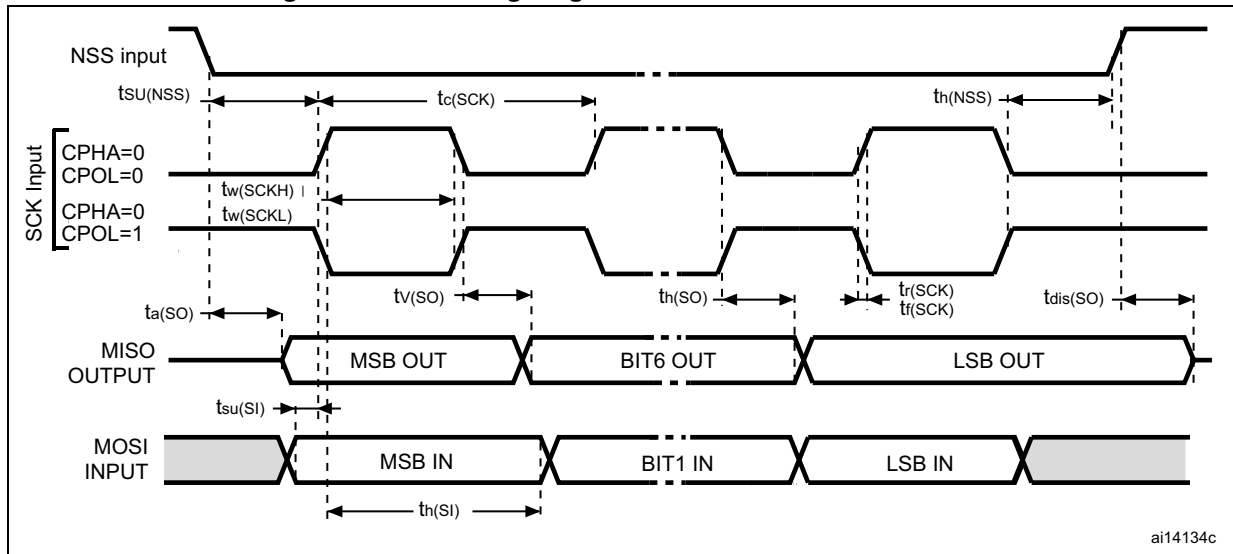 NSS input
tSU(NSS)
tc(SCK)
th(NSS)
SCK Input
CPHA=0
CPOL=0
tw(SCKH)
CPHA=0
tw(SCKL)
CPOL=1
tV(SO)
th(SO)
tr(SCK)
tf(SCK)
ta(SO)
tdis(SO)
MISO
OUTPUT
MSB OUT
BIT6 OUT
LSB OUT
tsu(SI)
MOSI
INPUT
MSB IN
BIT1 IN
LSB IN
th(SI)
ai14134c